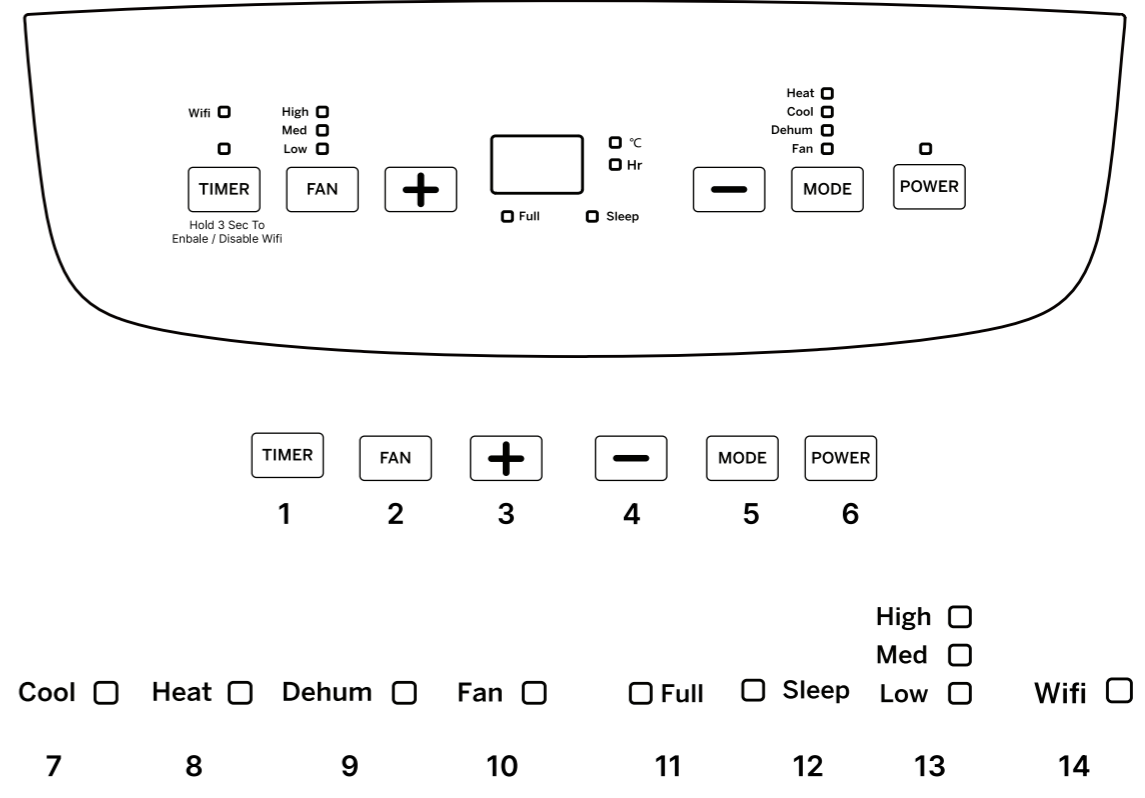 Heat
Wifi High Cool
Med °C Dehum
Low Hr Fan
TIMER FAN + − MODE POWER
Hold 3 Sec To
Enbale / Disable Wifi
Full Sleep
TIMER FAN + − MODE POWER
1 2 3 4 5 6
High
Med
Cool Heat Dehum Fan Full Sleep Low Wifi
7 8 9 10 11 12 13 14